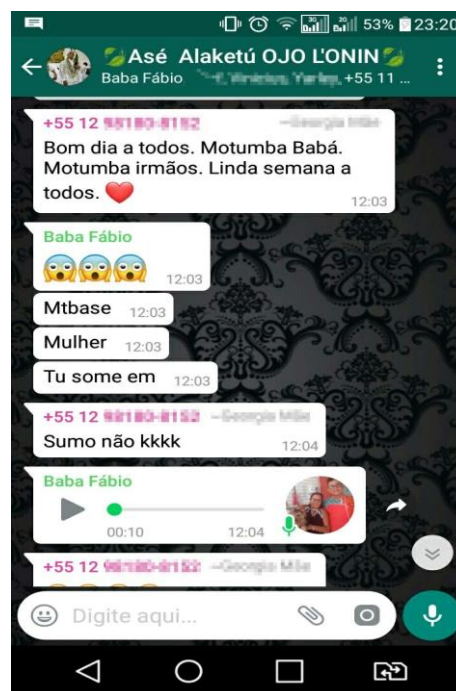 53% 23:20
Asé Alaketú OJO L'ONIN
Baba Fábio +55 11 ...
+55 12
Bom dia a todos. Motumba Babá.
Motumba irmãos. Linda semana a
todos. ❤️
12:03
Baba Fábio
😱😱😱 12:03
Mtbase 12:03
Mulher 12:03
Tu some em 12:03
+55 12
Sumo não kkkk 12:04
Baba Fábio
00:10 12:04
+55 12
Digite aqui...